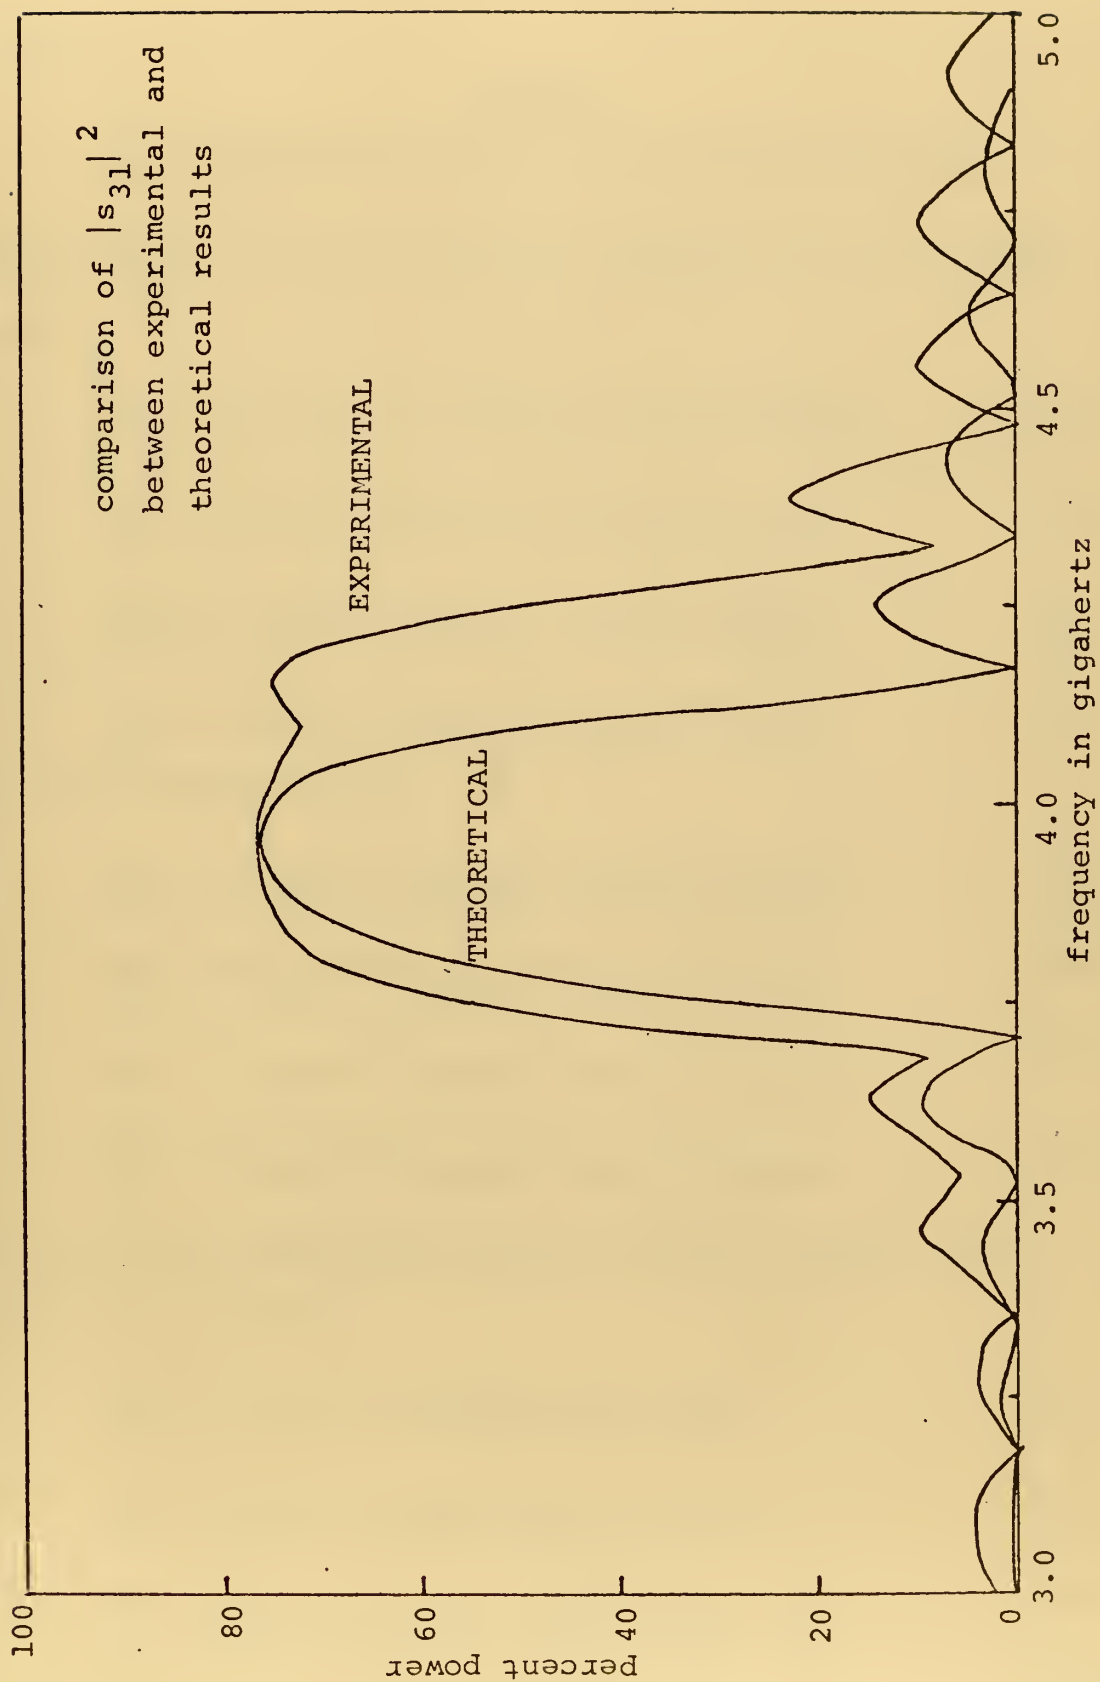 comparison of |s31|2
between experimental and
theoretical results
EXPERIMENTAL
THEORETICAL
percent power
100
80
60
40
20
0
3.0
3.5
4.0
4.5
5.0
frequency in gigahertz